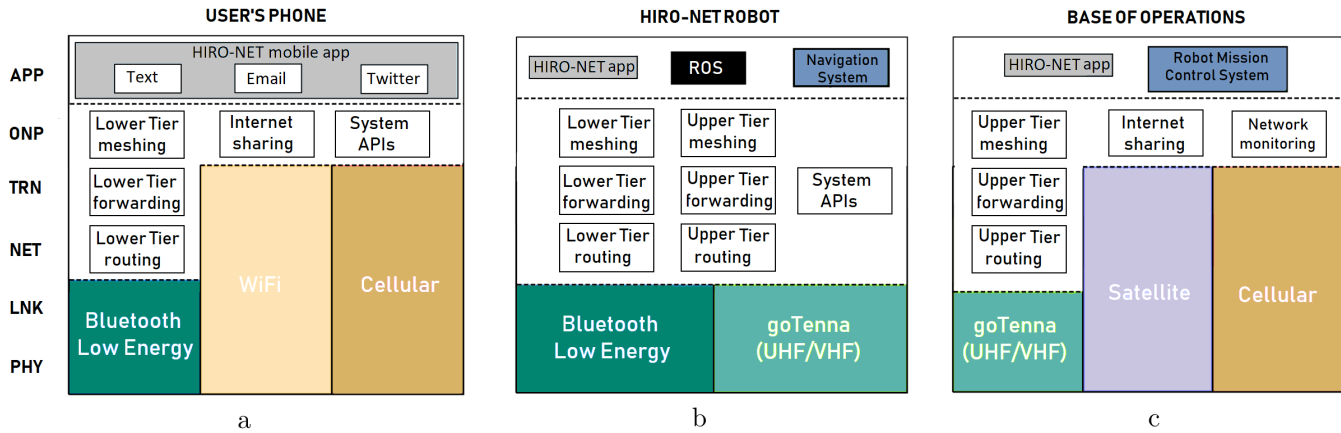 USER'S PHONE
HIRO-NET ROBOT
BASE OF OPERATIONS
APP
ONP
TRN
NET
LNK
PHY
HIRO-NET mobile app
Text
Email
Twitter
Lower Tier
meshing
Internet
sharing
System
APIs
Lower Tier
forwarding
Lower Tier
routing
Bluetooth
Low Energy
WiFi
Cellular
a
HIRO-NET app
ROS
Navigation
System
Lower Tier
meshing
Upper Tier
meshing
Lower Tier
forwarding
Upper Tier
forwarding
System
APIs
Lower Tier
routing
Upper Tier
routing
Bluetooth
Low Energy
goTenna
(UHF/VHF)
b
HIRO-NET app
Robot Mission
Control System
Upper Tier
meshing
Internet
sharing
Network
monitoring
Upper Tier
forwarding
Upper Tier
routing
goTenna
(UHF/VHF)
Satellite
Cellular
c